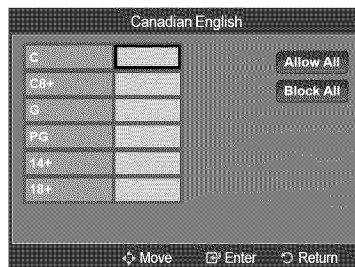 Canadian English
C
C8+
G
PG
14+
18+
Allow All
Block All
Move Enter Return